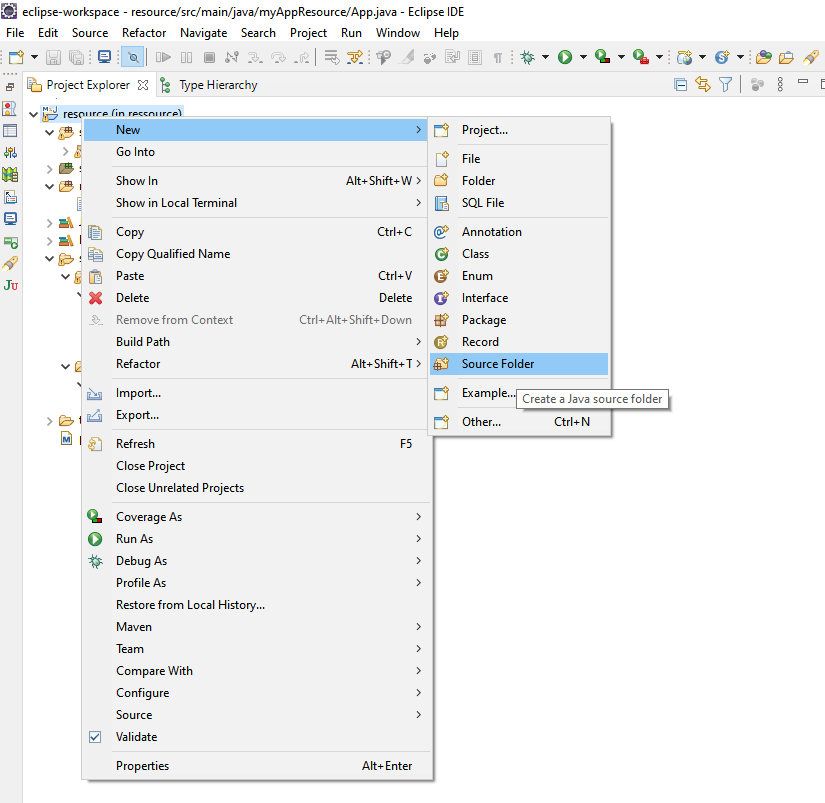 eclipse-workspace - resource/src/main/java/myAppResource/App.java - Eclipse IDE
File Edit Source Refactor Navigate Search Project Run Window Help
Project Explorer Type Hierarchy
resource (in ressource)
New
Go Into
Show In Alt+Shift+W
Show in Local Terminal
Copy Ctrl+C
Copy Qualified Name
Paste Ctrl+V
Delete Delete
Remove from Context Ctrl+Alt+Shift+Down
Build Path
Refactor Alt+Shift+T
Import...
Export...
Refresh F5
Close Project
Close Unrelated Projects
Coverage As
Run As
Debug As
Profile As
Restore from Local History...
Maven
Team
Compare With
Configure
Source
Validate
Properties Alt+Enter
Project...
File
Folder
SQL File
Annotation
Class
Enum
Interface
Package
Record
Source Folder
Example...
Create a Java source folder
Other... Ctrl+N